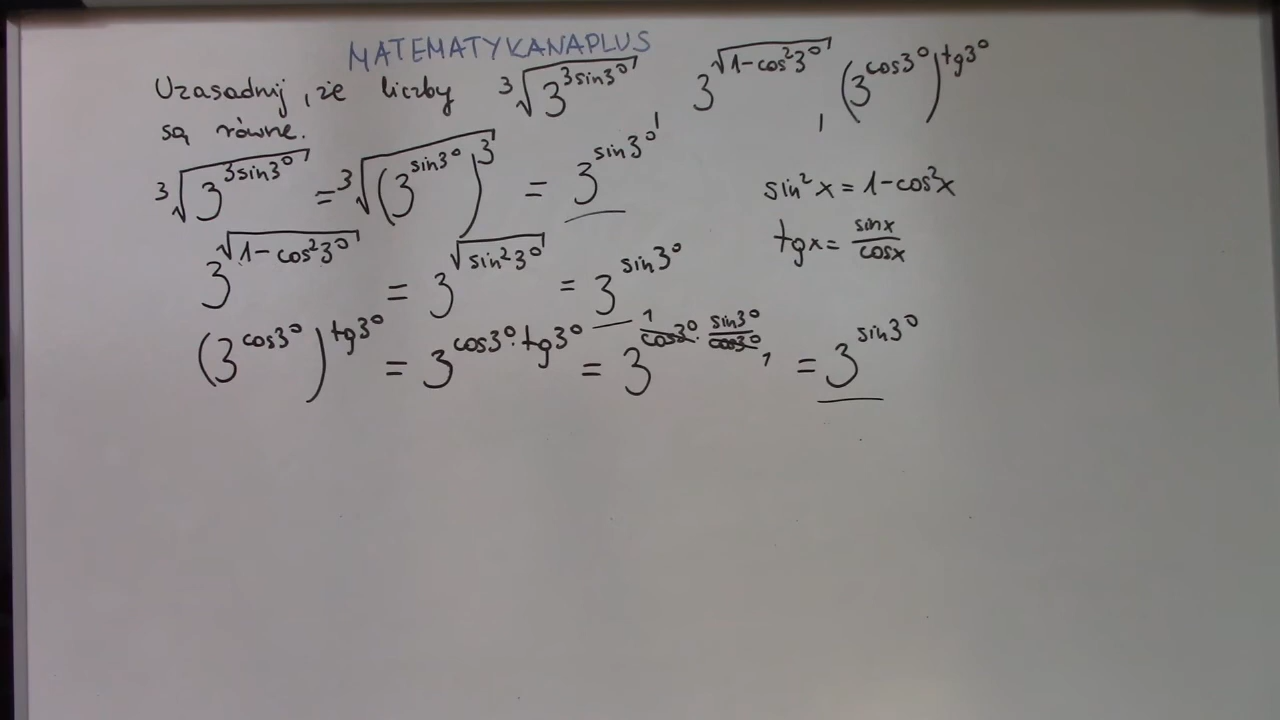 MATEMATYKANAPLUS
Uzasadnij, że liczby ∛(3^(3sin3°)) 3^(√(1-cos²3°)), (3^(cos3°))^(tg3°)
są równe.
∛(3^(3sin3°)) = ∛((3^(sin3°))^3) = 3^(sin3°)
sin²x = 1-cos²x
tgx = sinx/cosx
3^(√(1-cos²3°)) = 3^(√(sin²3°)) = 3^(sin3°)
(3^(cos3°))^(tg3°) = 3^(cos3°·tg3°) = 3^(1 cos3°· sin3°/cos3° 1) = 3^(sin3°)